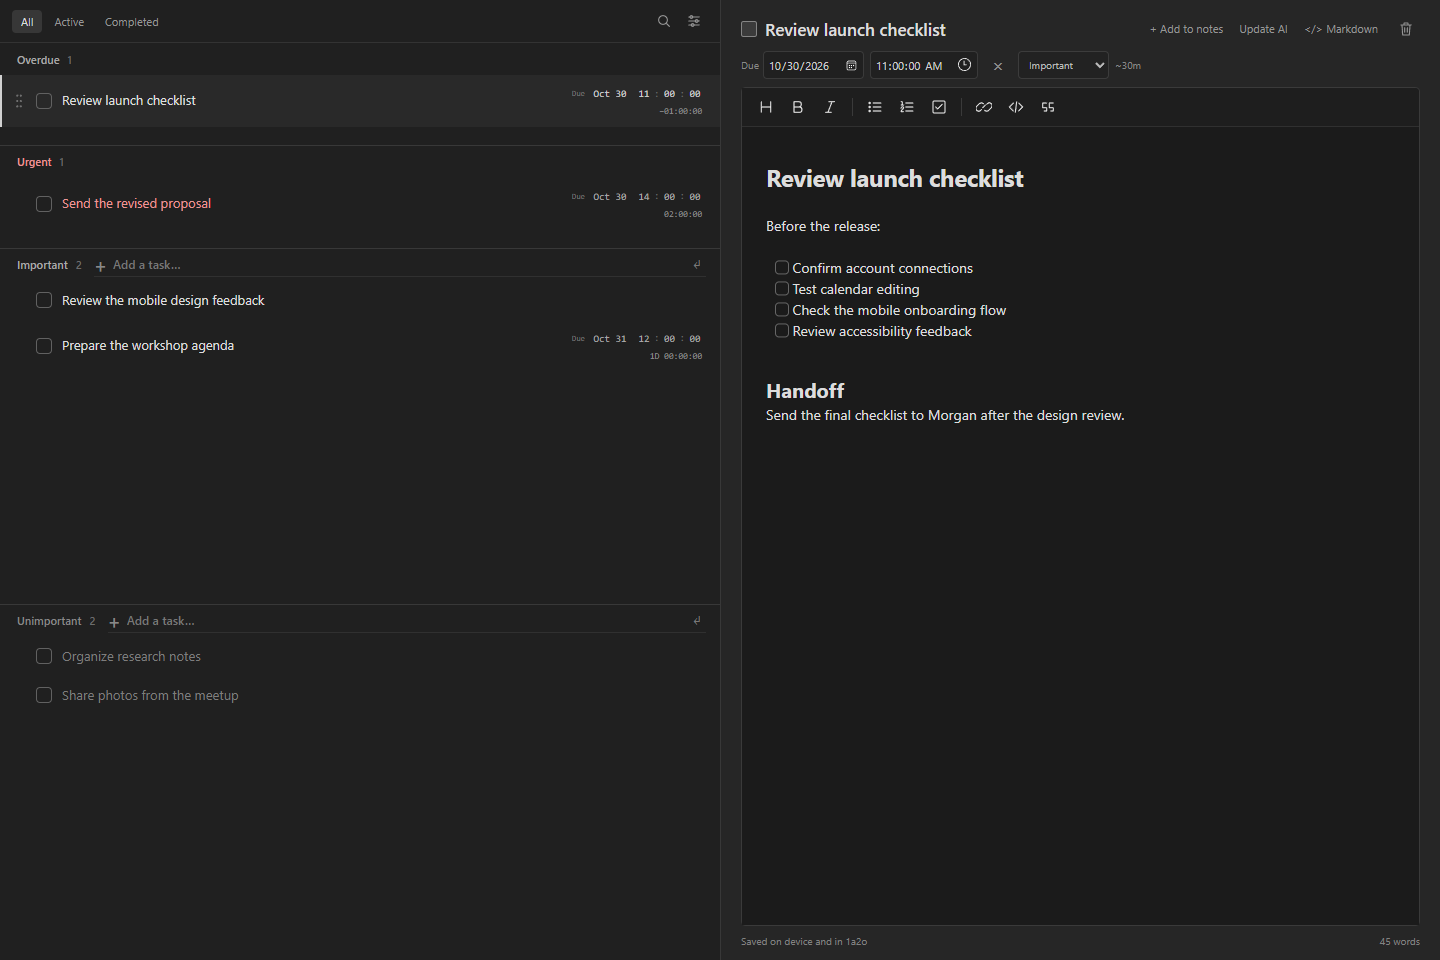 All Active Completed
Overdue 1
Review launch checklist
Due Oct 30 11 : 00 : 00
−01:00:00
Urgent 1
Send the revised proposal
Due Oct 30 14 : 00 : 00
02:00:00
Important 2 + Add a task...
Review the mobile design feedback
Prepare the workshop agenda
Due Oct 31 12 : 00 : 00
1D 00:00:00
Unimportant 2 + Add a task...
Organize research notes
Share photos from the meetup
Review launch checklist
+ Add to notes Update AI </> Markdown
Due 10/30/2026 11:00:00 AM × Important ~30m
H B I
Review launch checklist
Before the release:
Confirm account connections
Test calendar editing
Check the mobile onboarding flow
Review accessibility feedback
Handoff
Send the final checklist to Morgan after the design review.
Saved on device and in 1a2o
45 words